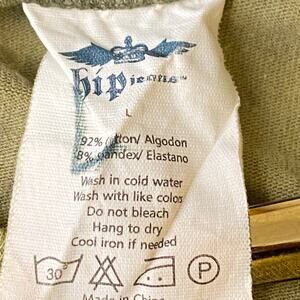 hip jeans™
L
92% Cotton/ Algodon
8% Spandex/ Elastano
Wash in cold water
Wash with like colos
Do not bleach
Hang to dry
Cool iron if needed
30° P
Made in China